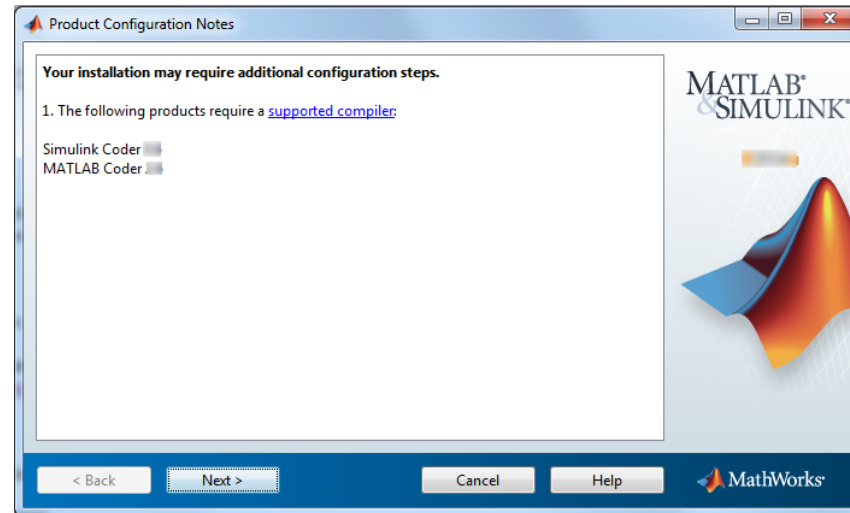 Product Configuration Notes
Your installation may require additional configuration steps.
1. The following products require a supported compiler:
Simulink Coder
MATLAB Coder
MATLAB®
&SIMULINK®
< Back
Next >
Cancel
Help
MathWorks®